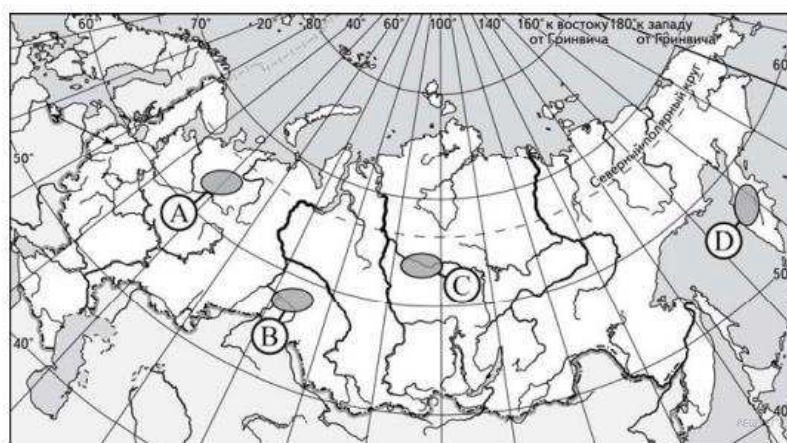 60° 70° 20° 80° 40° 60° 100° 140° 160° к востоку 180° к западу
от Гринвича от Гринвича
60
Северный полярный круг
50°
A
D
C
50
B
40°
40